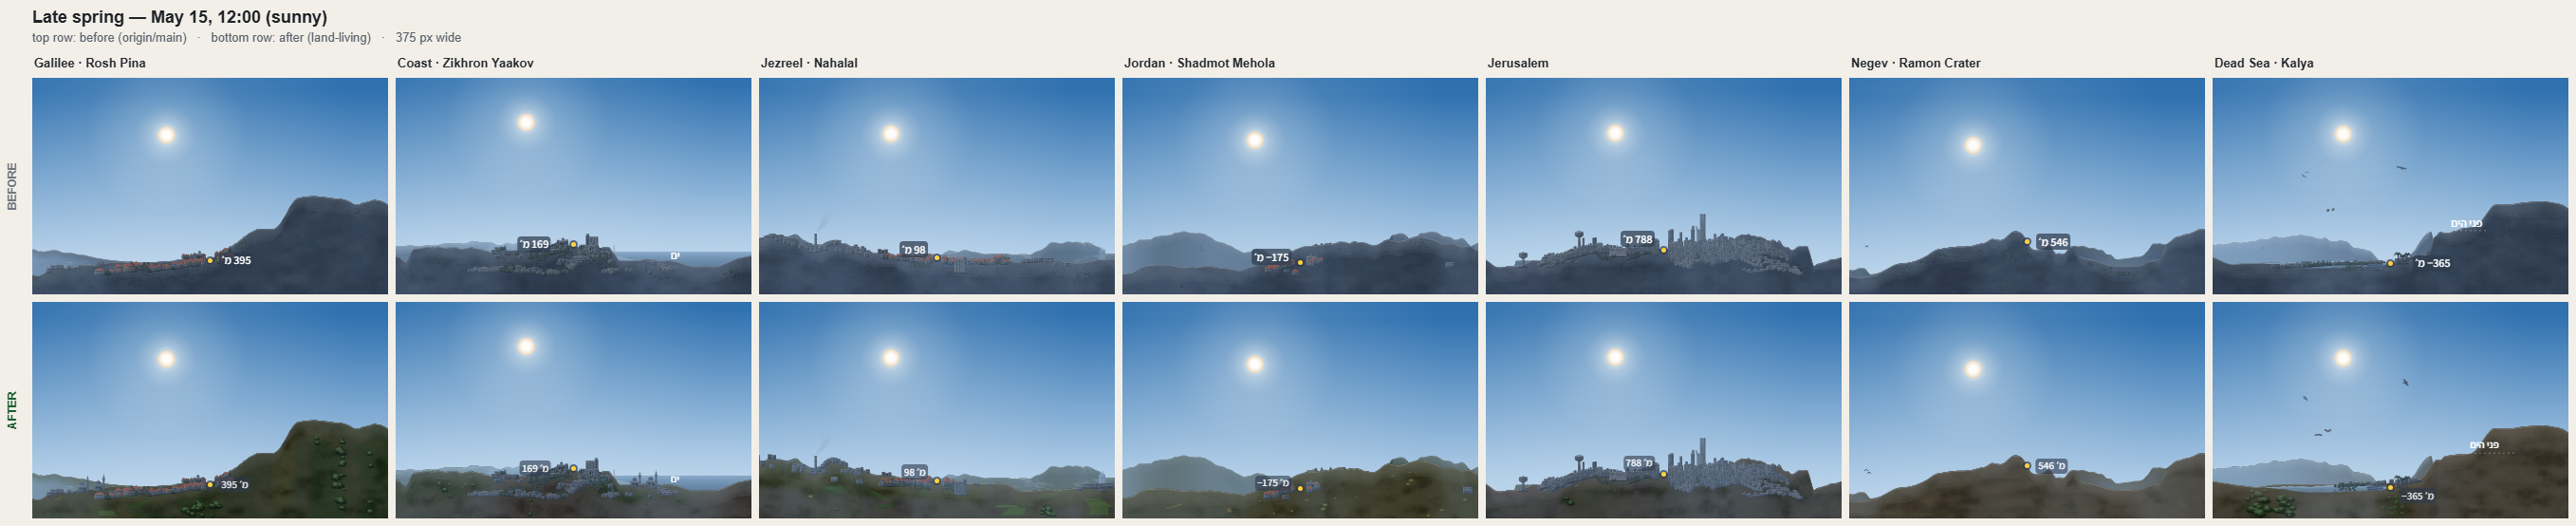 Late spring — May 15, 12:00 (sunny)
top row: before (origin/main) · bottom row: after (land-living) · 375 px wide
Galilee · Rosh Pina
Coast · Zikhron Yaakov
Jezreel · Nahalal
Jordan · Shadmot Mehola
Jerusalem
Negev · Ramon Crater
Dead Sea · Kalya
BEFORE
395 מ׳
169 מ׳
ים
98 מ׳
−175 מ׳
788 מ׳
546 מ׳
פני הים
−365 מ׳
AFTER
395 מ׳
169 מ׳
ים
98 מ׳
−175 מ׳
788 מ׳
546 מ׳
פני הים
−365 מ׳